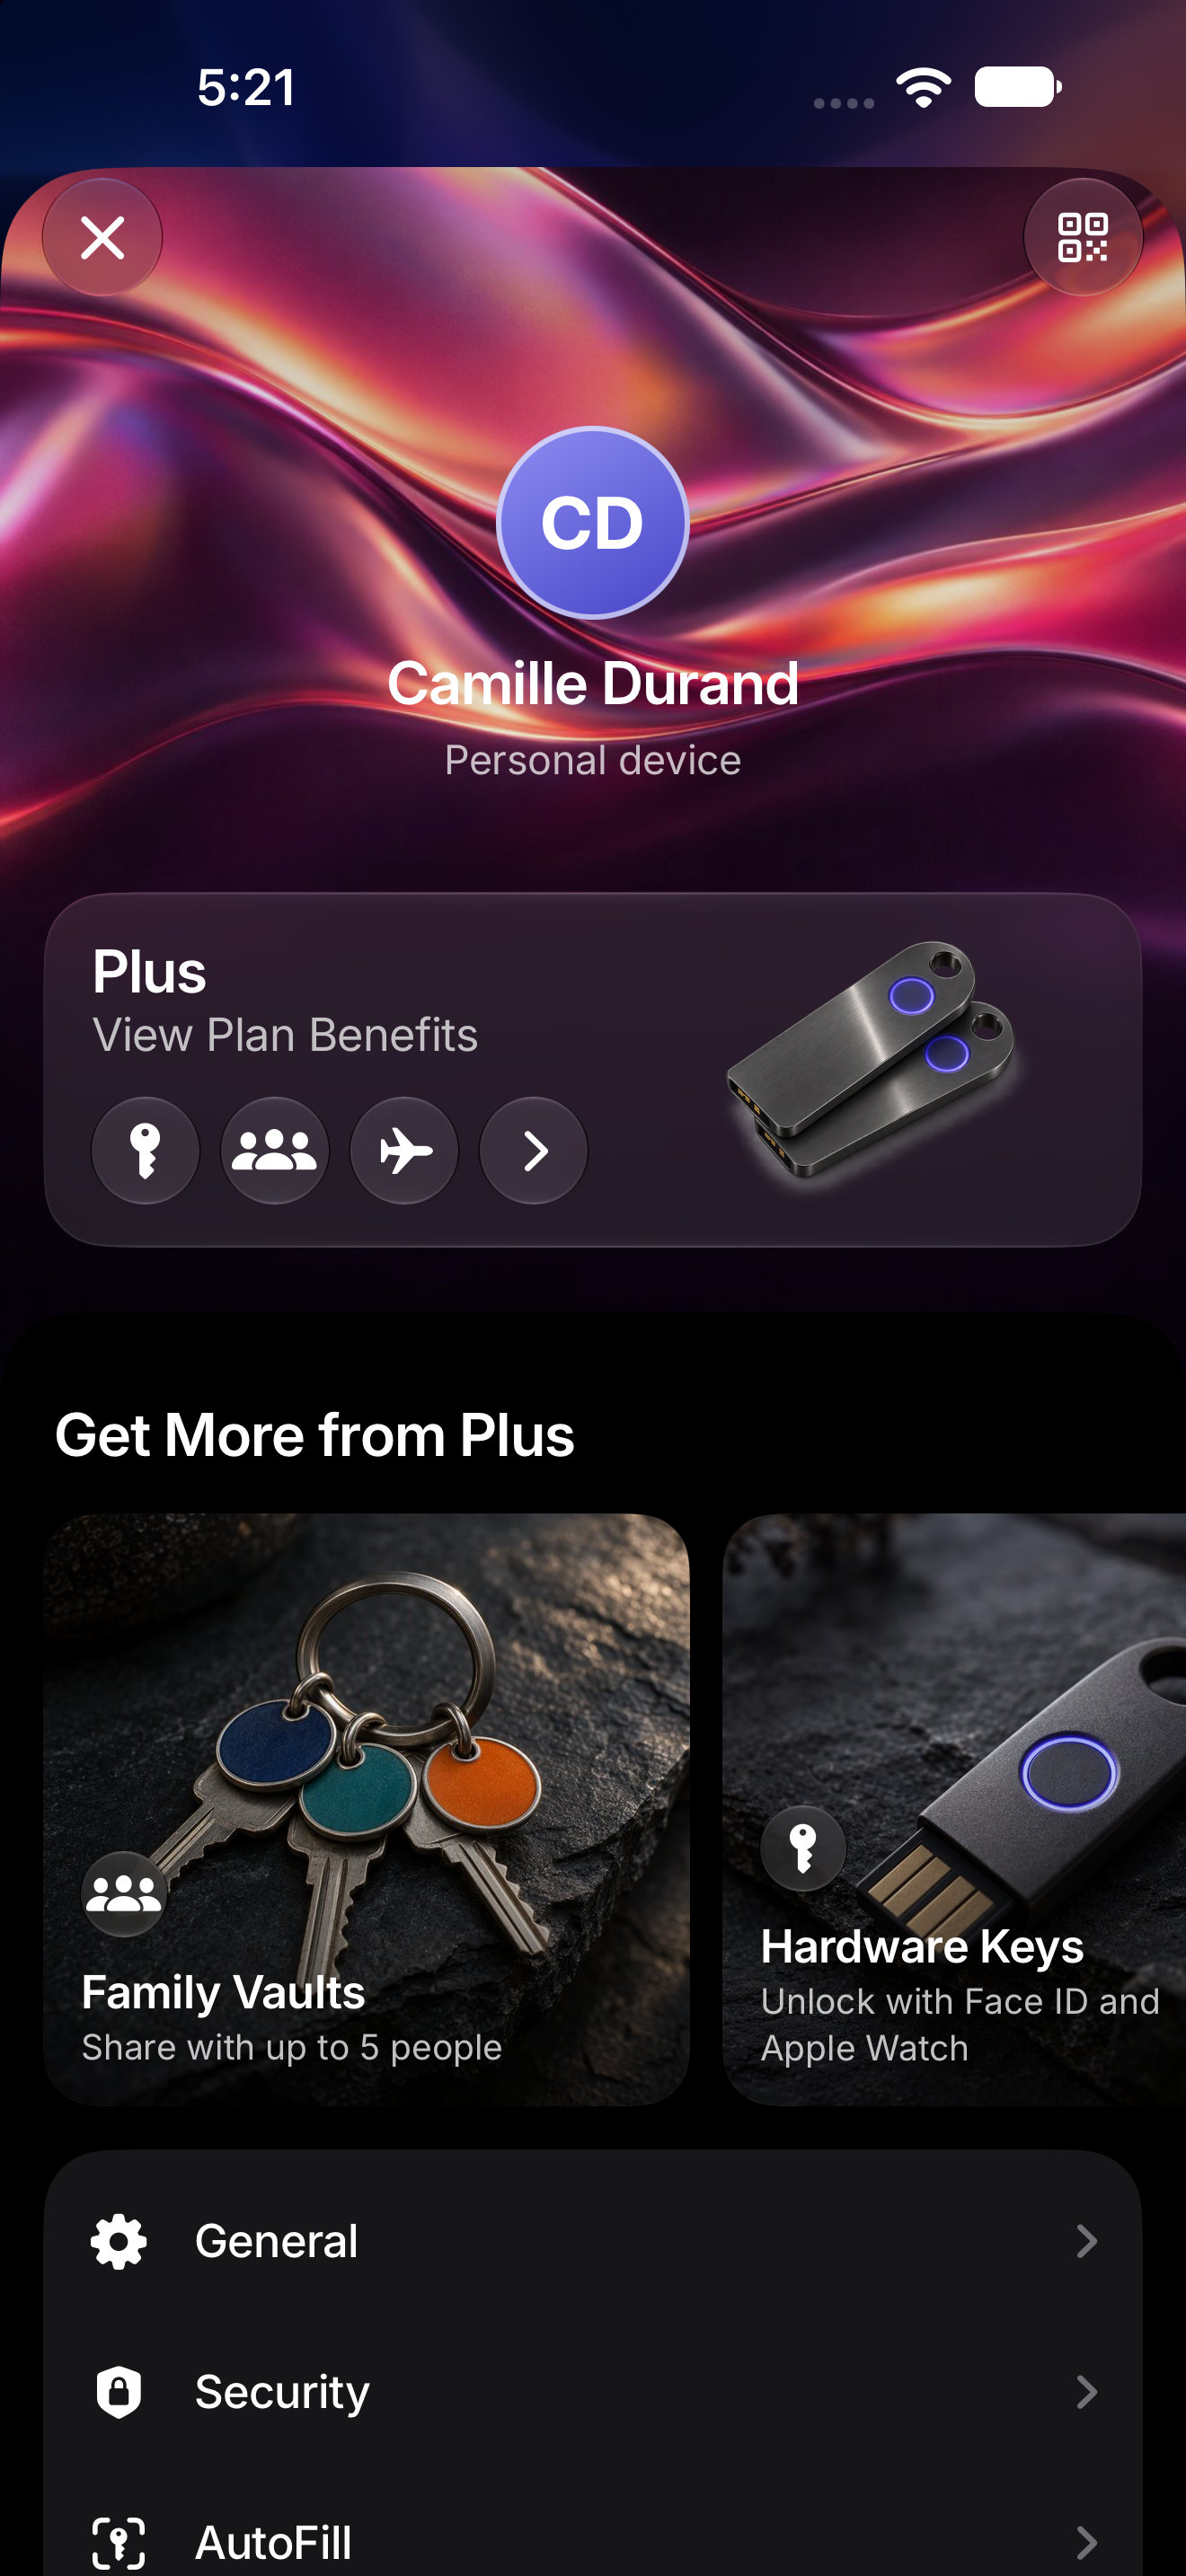 5:21
CD
Camille Durand
Personal device
Plus
View Plan Benefits
Get More from Plus
Family Vaults
Share with up to 5 people
Hardware Keys
Unlock with Face ID and
Apple Watch
General
Security
AutoFill